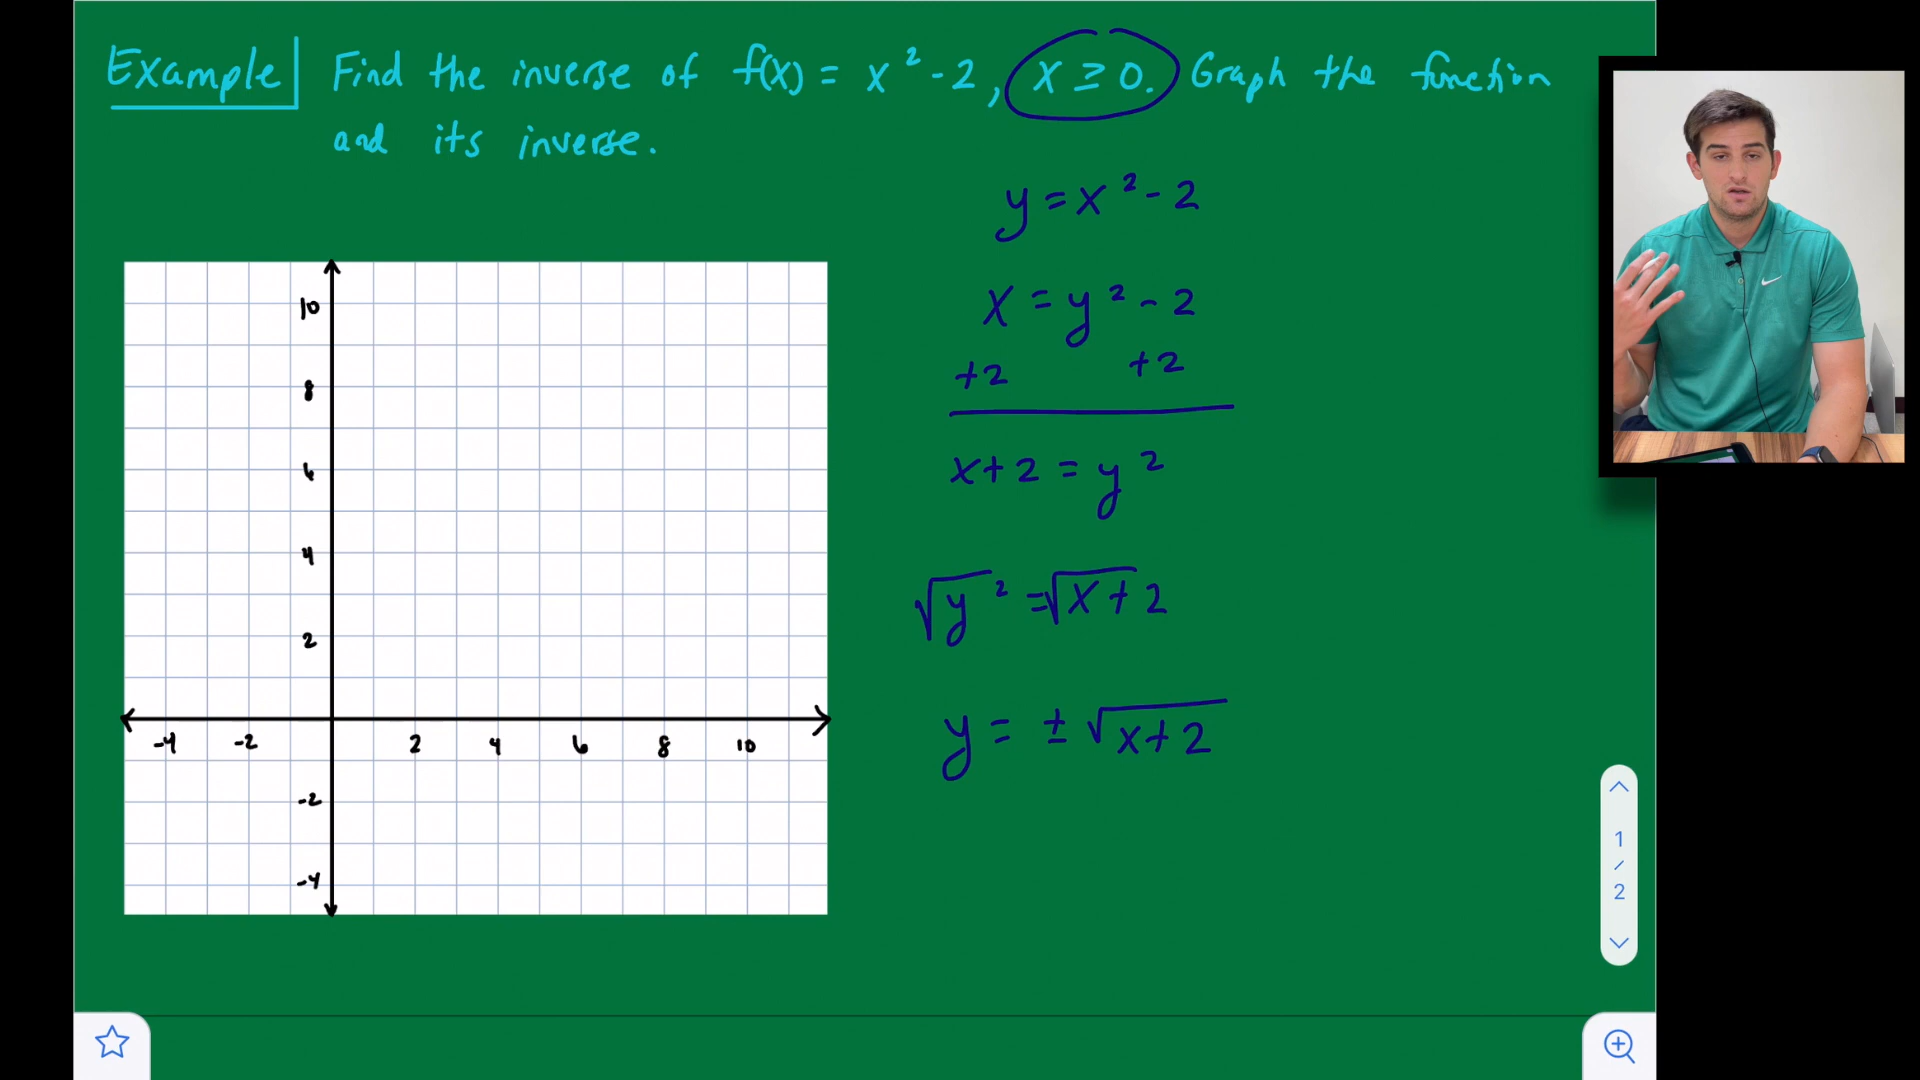 Example Find the inverse of f(x) = x² - 2, x ≥ 0. Graph the function
and its inverse.
y = x² - 2
x = y² - 2
+2 +2
x + 2 = y²
√y² = √x + 2
y = ± √x + 2
10
8
6
4
2
-4 -2 2 4 6 8 10
-2
-4
1
/
2